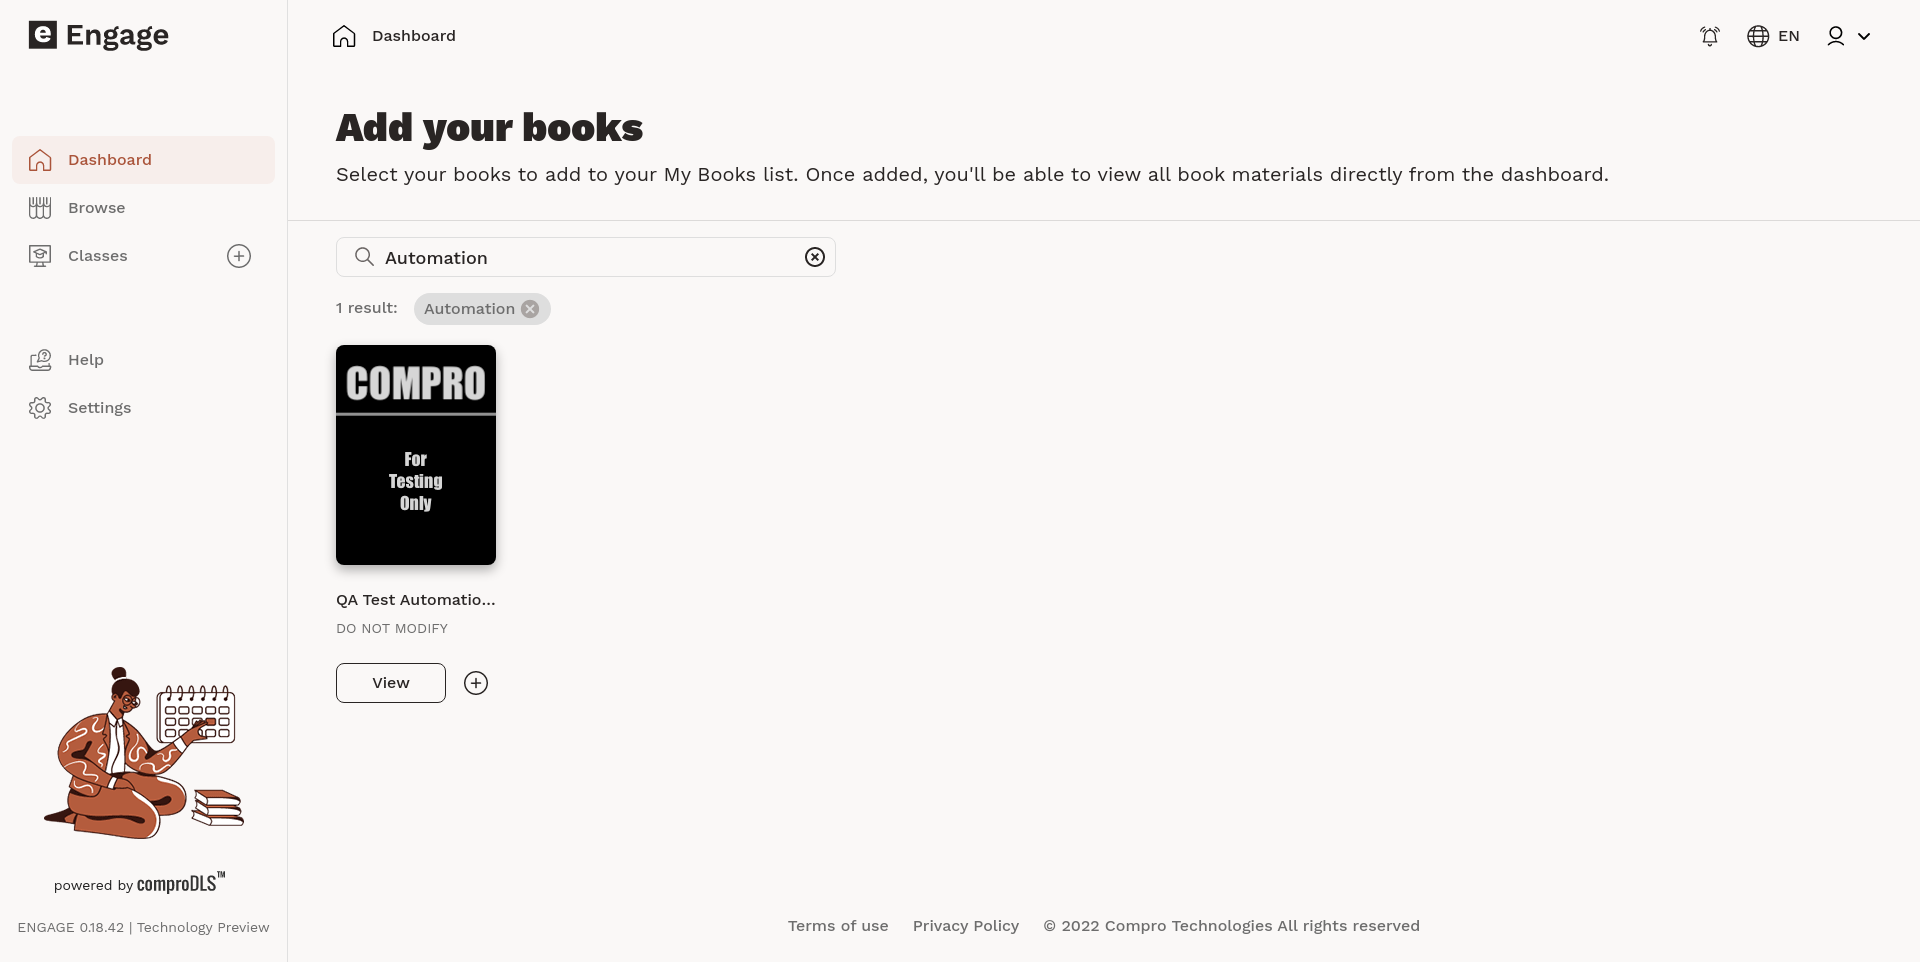 e Engage
Dashboard
EN
Dashboard
Browse
Classes
Help
Settings
Add your books
Select your books to add to your My Books list. Once added, you'll be able to view all book materials directly from the dashboard.
Automation
1 result: Automation
COMPRO
For
Testing
Only
QA Test Automatio...
DO NOT MODIFY
View
powered by comproDLS™
ENGAGE 0.18.42 | Technology Preview
Terms of use Privacy Policy © 2022 Compro Technologies All rights reserved